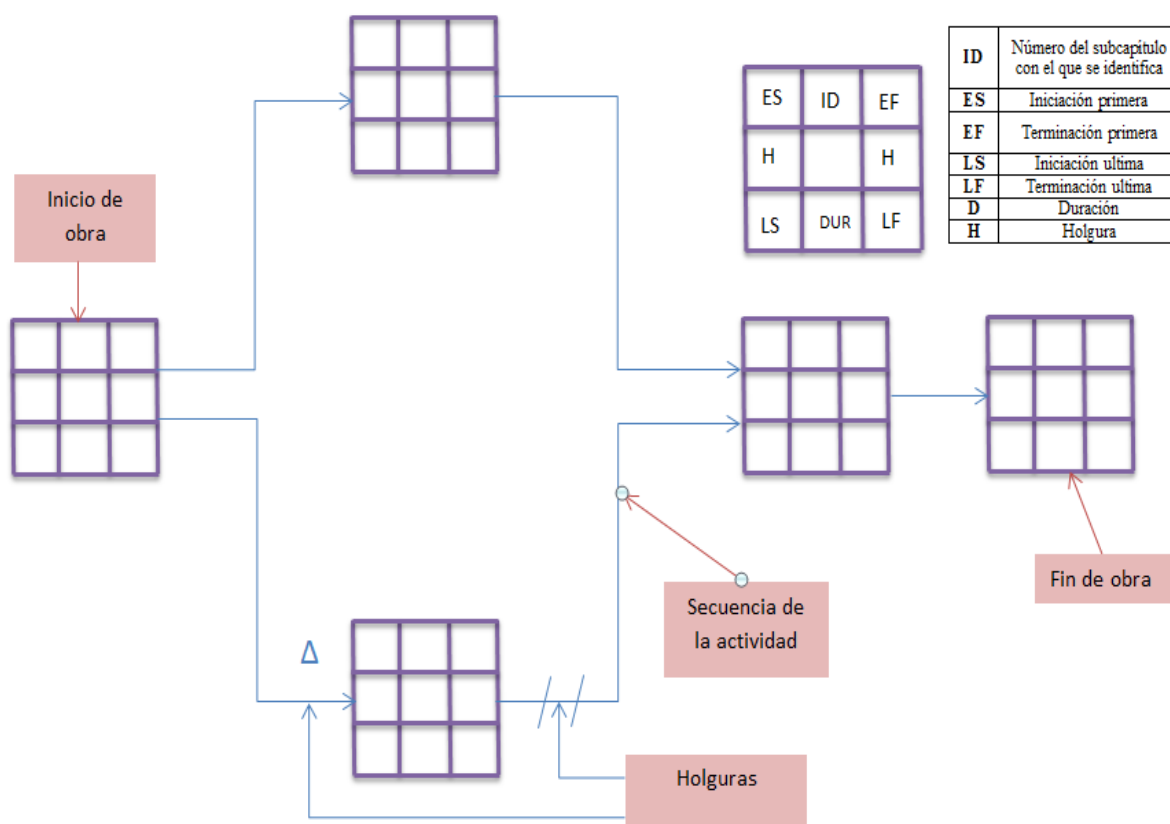 ES ID EF
H H
LS DUR LF
ID Número del subcapítulo
con el que se identifica
ES Iniciación primera
EF Terminación primera
LS Iniciación ultima
LF Terminación ultima
D Duración
H Holgura
Inicio de
obra
Δ
Secuencia de
la actividad
Fin de obra
Holguras